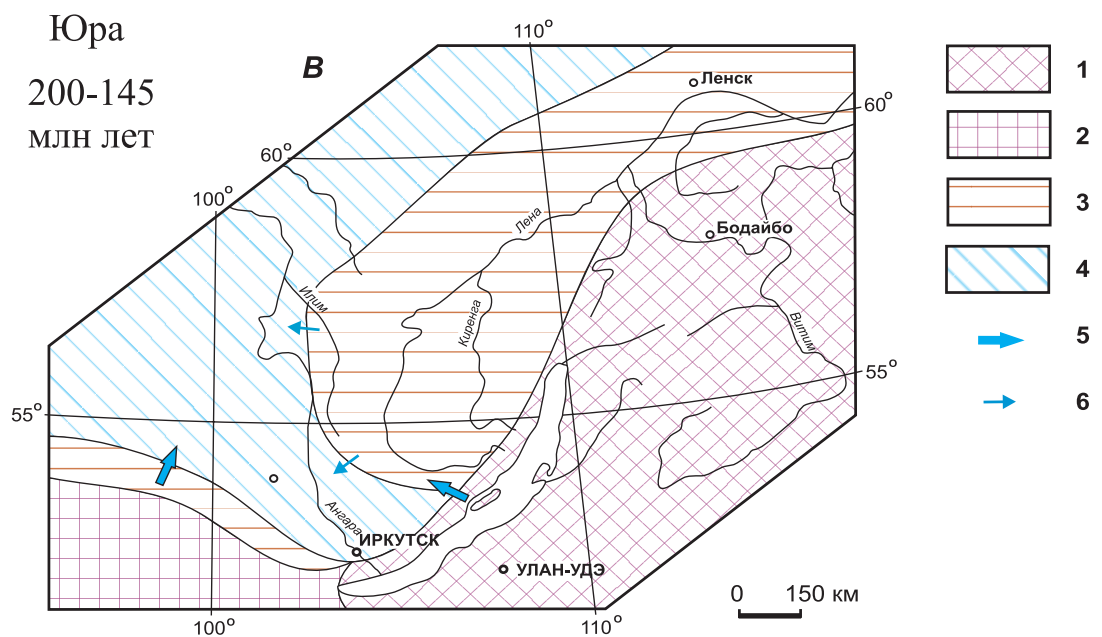 Юра
200-145
млн лет
В
110°
Ленск
60°
60°
100°
Лена
Бодайбо
Илим
Киренга
Витим
55°
55°
Ангара
ИРКУТСК
УЛАН-УДЭ
0 150 км
100°
110°
1
2
3
4
5
6